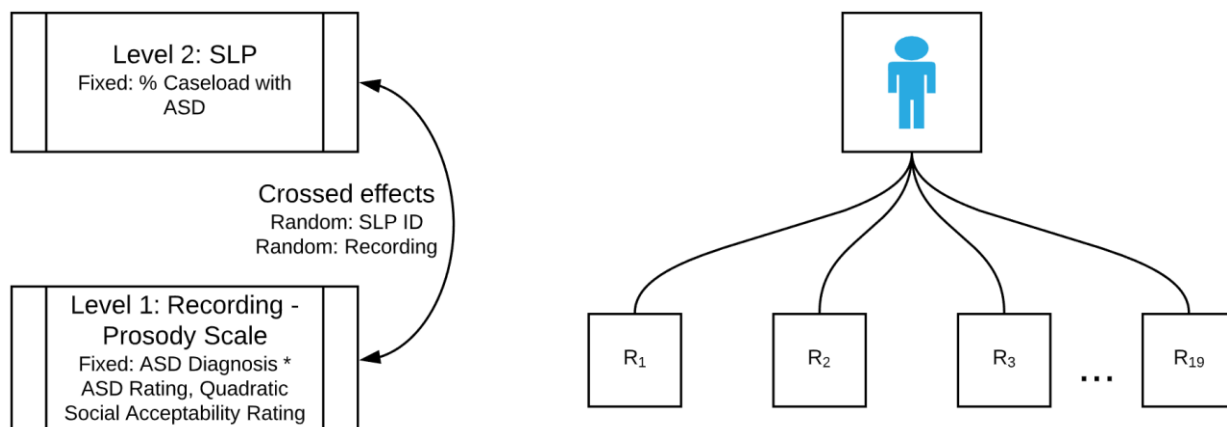 Level 2: SLP
Fixed: % Caseload with
ASD
Crossed effects
Random: SLP ID
Random: Recording
Level 1: Recording -
Prosody Scale
Fixed: ASD Diagnosis *
ASD Rating, Quadratic
Social Acceptability Rating
R1
R2
R3
...
R19